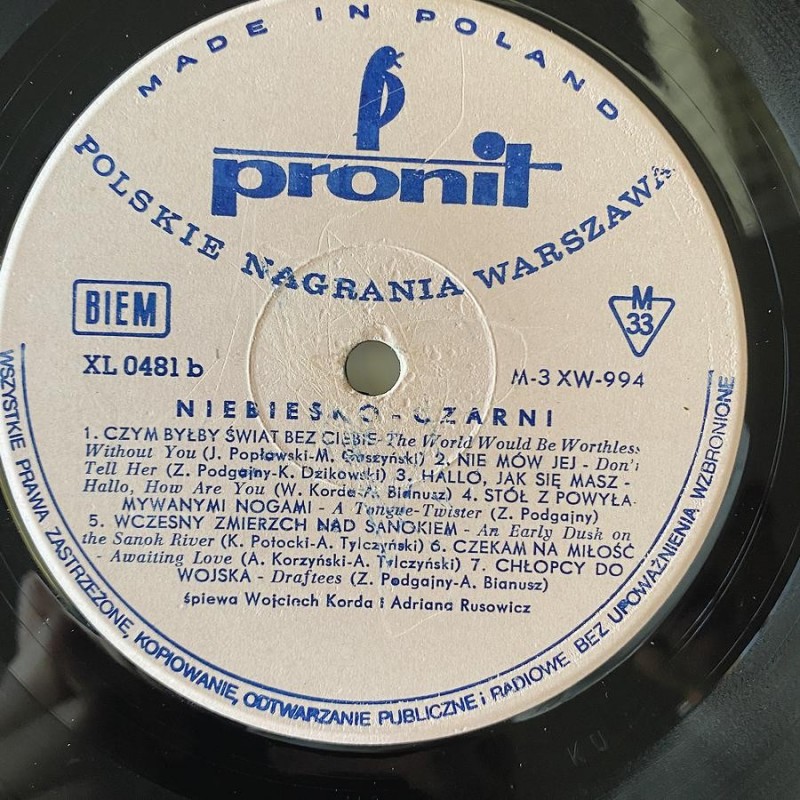 MADE IN POLAND
pronit
POLSKIE NAGRANIA WARSZAWA
BIEM
M
33
XL 0481 b
M-3 XW-994
NIEBIESKO-CZARNI
1. CZYM BYŁBY ŚWIAT BEZ CIEBIE - The World Would Be Worthless
Without You (J. Popławski-M. Gaszyński) 2. NIE MÓW JEJ - Don't
Tell Her (Z. Podgajny-K. Dzikowski) 3. HALLO, JAK SIĘ MASZ -
Hallo, How Are You (W. Korda-A. Bianusz) 4. STÓŁ Z POWYŁA-
MYWANYMI NOGAMI - A Tongue-Twister (Z. Podgajny)
5. WCZESNY ZMIERZCH NAD SANOKIEM - An Early Dusk on
the Sanok River (K. Potocki-A. Tylczyński) 6. CZEKAM NA MIŁOŚĆ
- Awaiting Love (A. Korzyński-A. Tylczyński) 7. CHŁOPCY DO
WOJSKA - Draftees (Z. Podgajny-A. Bianusz)
śpiewa Wojciech Korda i Adriana Rusowicz
WSZYSTKIE PRAWA ZASTRZEŻONE, KOPIOWANIE, ODTWARZANIE PUBLICZNE i RADIOWE BEZ UPOWAŻNIENIA WZBRONIONE